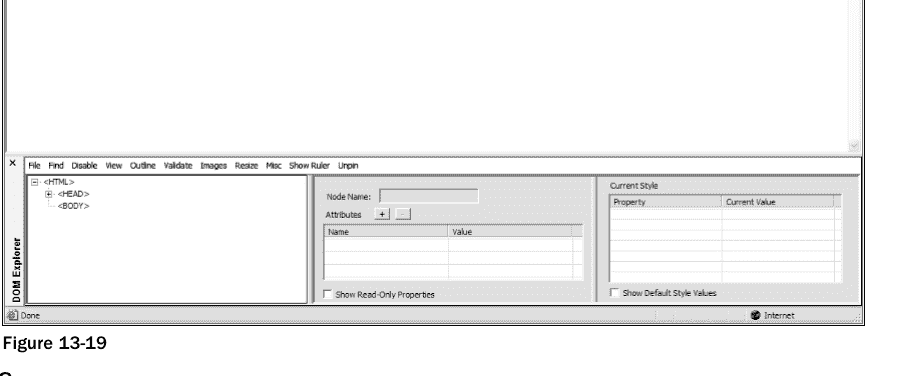 File Find Disable View Outline Validate Images Resize Misc Show Ruler Unpin
DOM Explorer
<HTML>
<HEAD>
<BODY>
Node Name:
Attributes + -
Name Value
Show Read-Only Properties
Current Style
Property Current Value
Show Default Style Values
Done
Internet
Figure 13-19